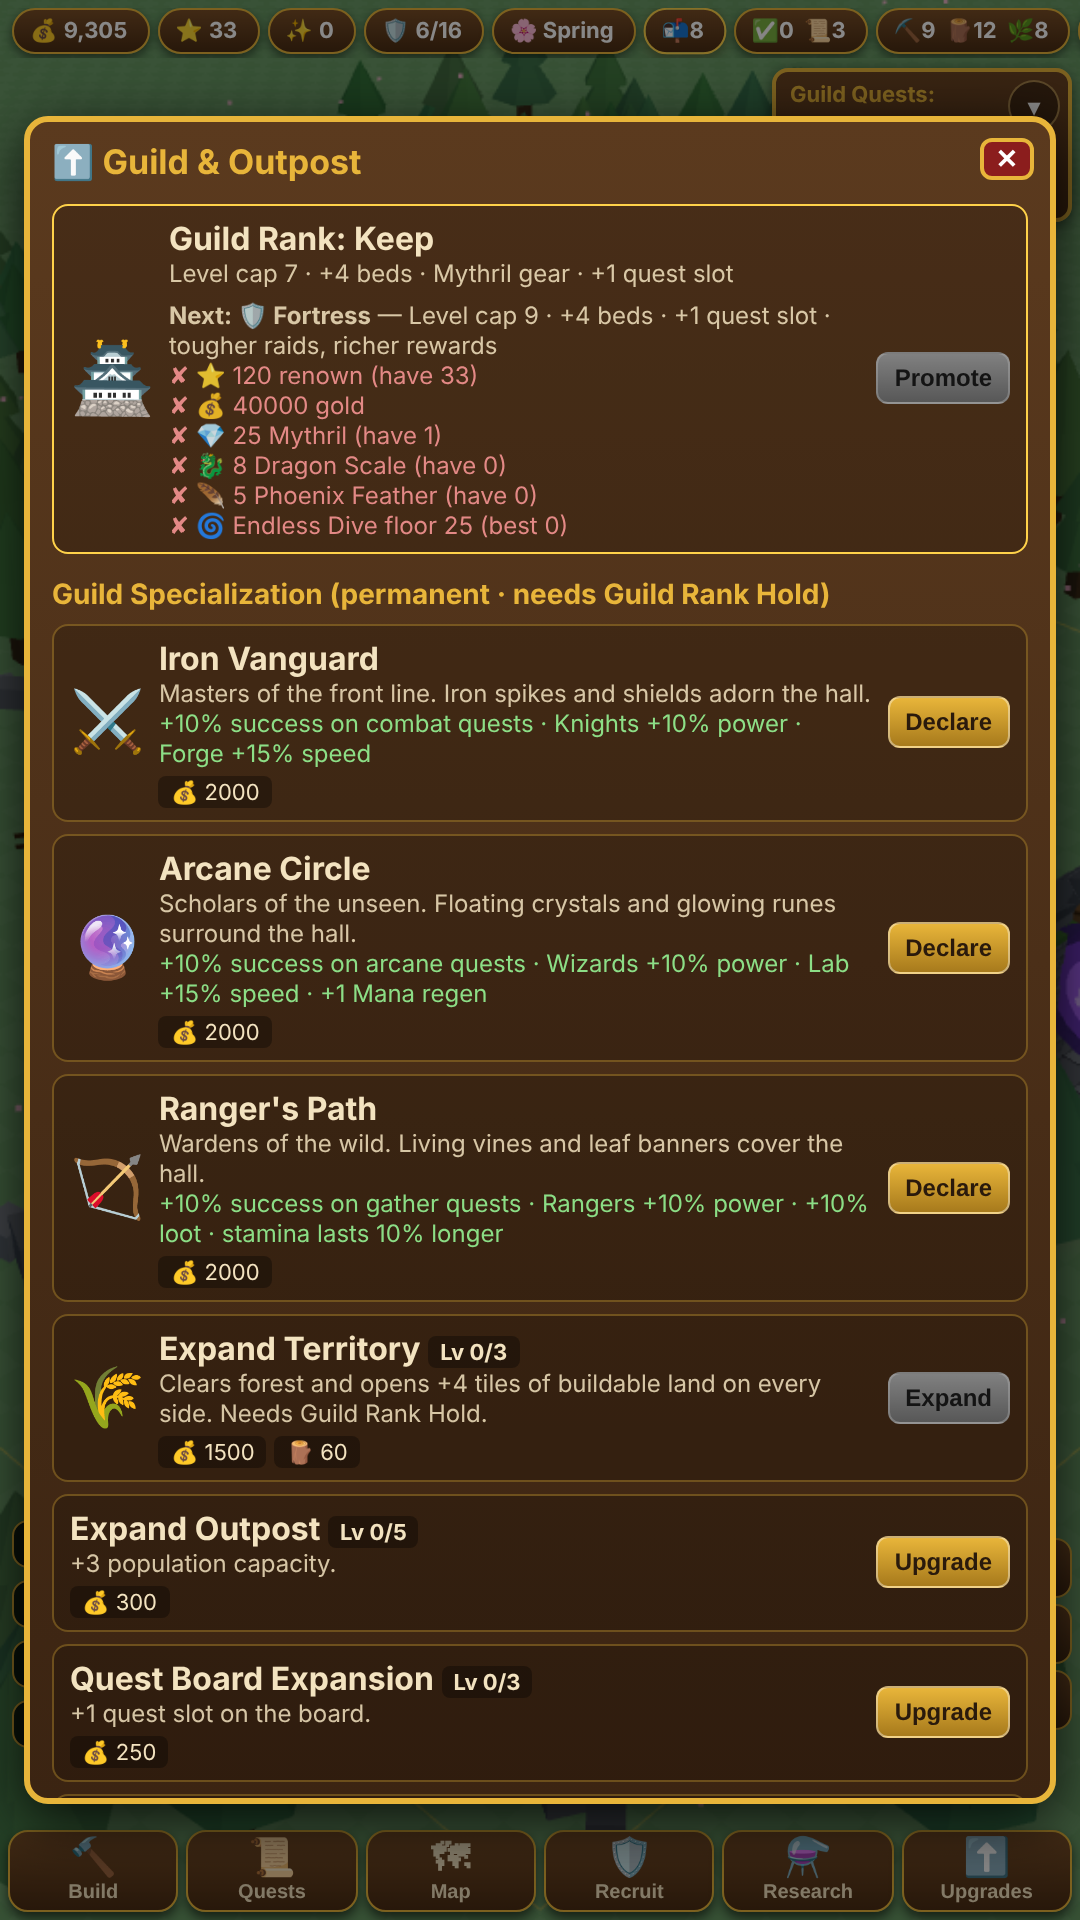 9,305 33 0 6/16 Spring 8 0 3 9 12 8
Guild Quests:
Guild & Outpost
Guild Rank: Keep
Level cap 7 · +4 beds · Mythril gear · +1 quest slot
Next: Fortress — Level cap 9 · +4 beds · +1 quest slot ·
tougher raids, richer rewards
✘ 120 renown (have 33)
✘ 40000 gold
✘ 25 Mythril (have 1)
✘ 8 Dragon Scale (have 0)
✘ 5 Phoenix Feather (have 0)
✘ Endless Dive floor 25 (best 0)
Promote
Guild Specialization (permanent · needs Guild Rank Hold)
Iron Vanguard
Masters of the front line. Iron spikes and shields adorn the hall.
+10% success on combat quests · Knights +10% power ·
Forge +15% speed
2000
Declare
Arcane Circle
Scholars of the unseen. Floating crystals and glowing runes
surround the hall.
+10% success on arcane quests · Wizards +10% power · Lab
+15% speed · +1 Mana regen
2000
Declare
Ranger's Path
Wardens of the wild. Living vines and leaf banners cover the
hall.
+10% success on gather quests · Rangers +10% power · +10%
loot · stamina lasts 10% longer
2000
Declare
Expand Territory Lv 0/3
Clears forest and opens +4 tiles of buildable land on every
side. Needs Guild Rank Hold.
1500 60
Expand
Expand Outpost Lv 0/5
+3 population capacity.
300
Upgrade
Quest Board Expansion Lv 0/3
+1 quest slot on the board.
250
Upgrade
Build Quests Map Recruit Research Upgrades